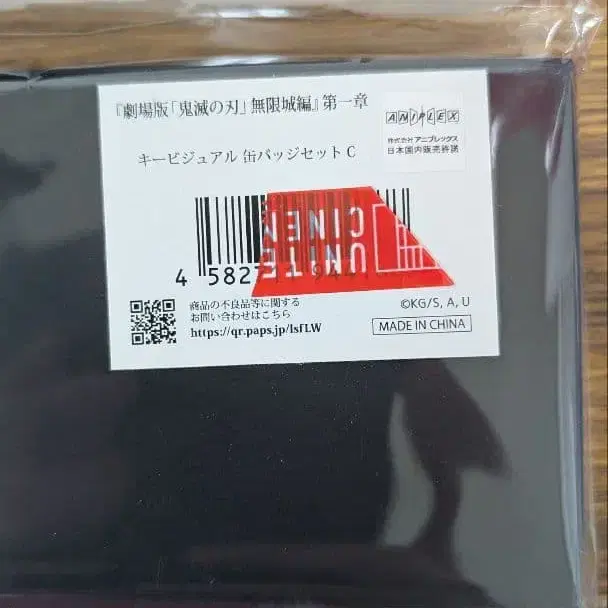 『劇場版「鬼滅の刃」無限城編』第一章
キービジュアル 缶バッジセット C
ANIPLEX
株式会社 アニプレックス
日本国内販売許諾
UNITE
CINEM
4 582
商品の不良品等に関する
お問い合わせはこちら
https://qr.paps.jp/lsfLW
©KG/S, A, U
MADE IN CHINA